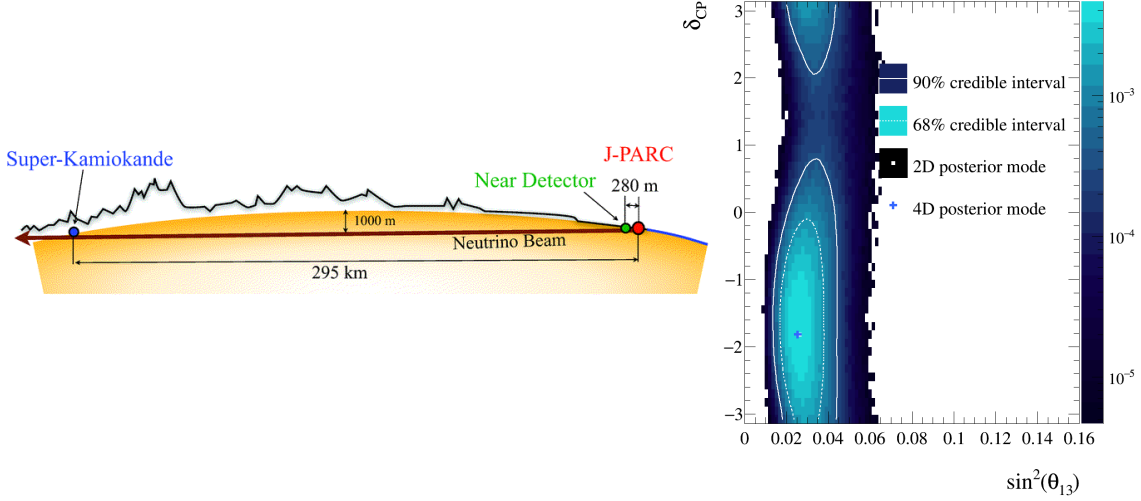 Super-Kamiokande
J-PARC
Near Detector
280 m
1000 m
Neutrino Beam
295 km
δCP
3
2
1
0
−1
−2
−3
90% credible interval
68% credible interval
2D posterior mode
4D posterior mode
10⁻³
10⁻⁴
10⁻⁵
0 0.02 0.04 0.06 0.08 0.1 0.12 0.14 0.16
sin²(θ₁₃)